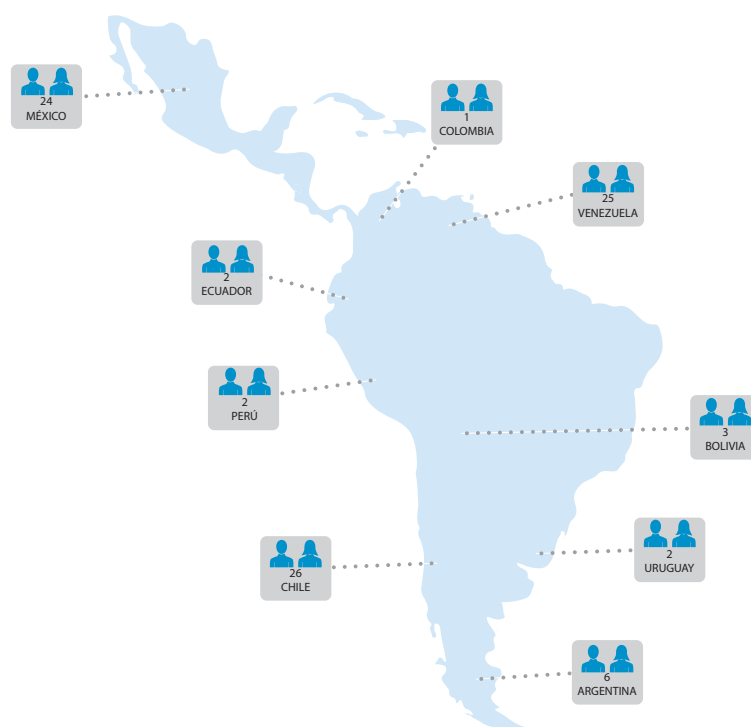 24
MÉXICO
1
COLOMBIA
25
VENEZUELA
2
ECUADOR
2
PERÚ
3
BOLIVIA
2
URUGUAY
26
CHILE
6
ARGENTINA